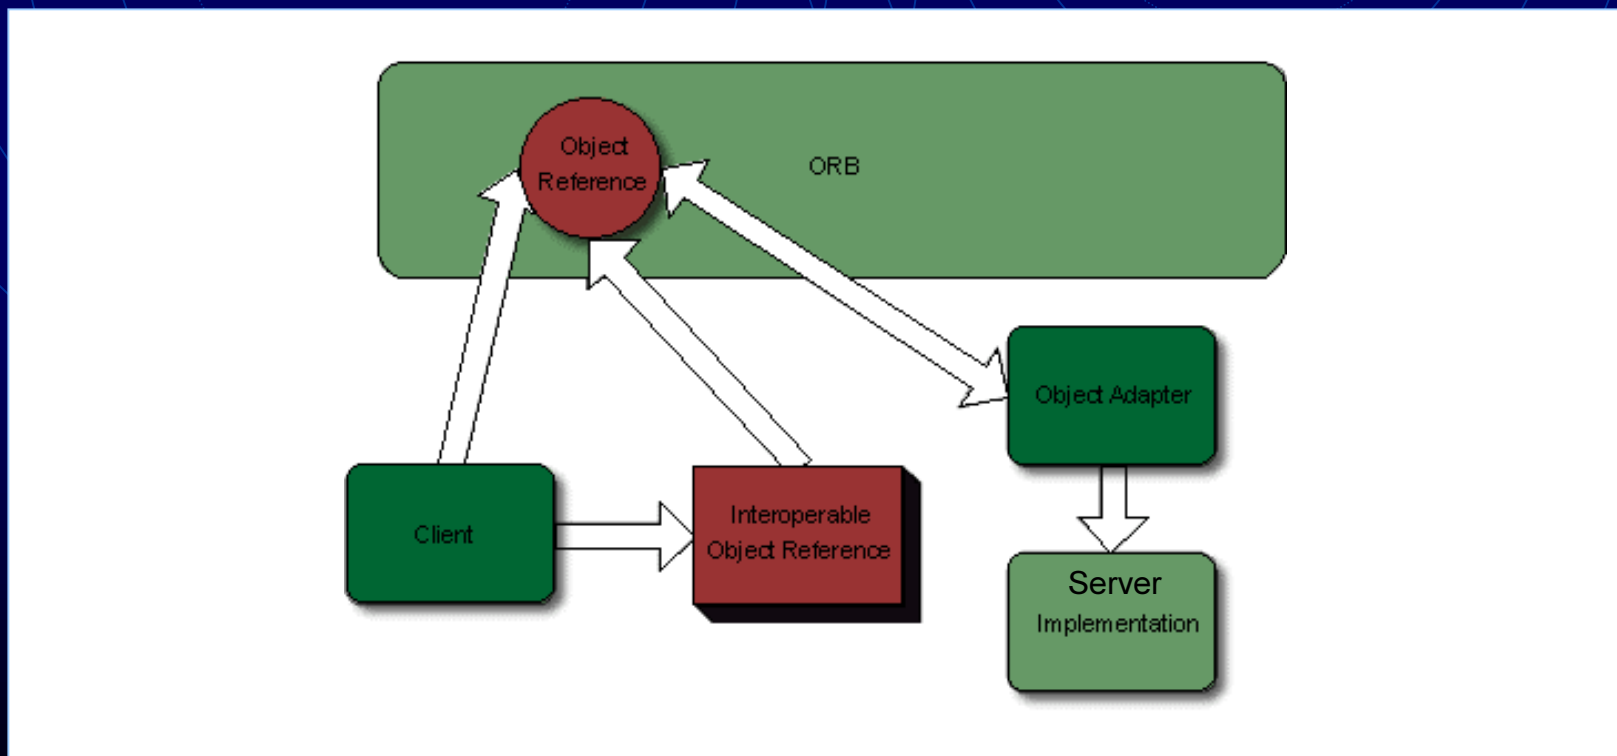 Object
Reference
ORB
Object Adapter
Client
Interoperable
Object Reference
Server
Implementation